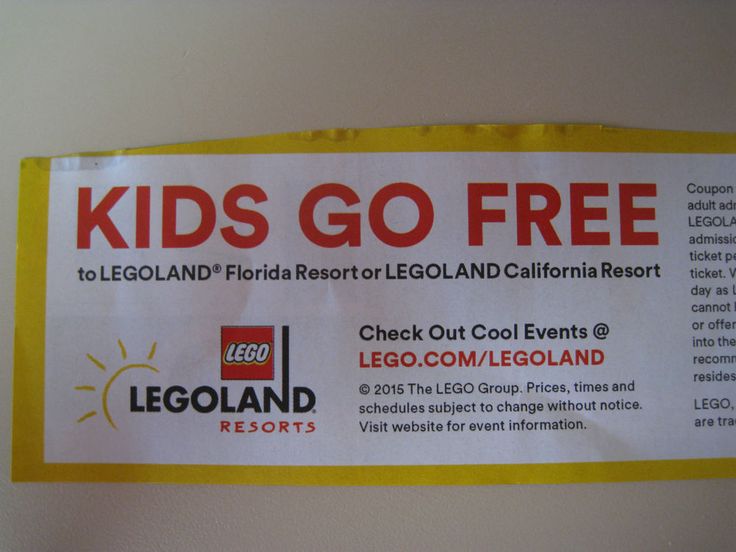 KIDS GO FREE
to LEGOLAND® Florida Resort or LEGOLAND California Resort
LEGO
LEGOLAND®
RESORTS
Check Out Cool Events @
LEGO.COM/LEGOLAND
© 2015 The LEGO Group. Prices, times and
schedules subject to change without notice.
Visit website for event information.
Coupon
adult
ticket
ticket.
day as
cannot
or offer
into the
LEGO,
are